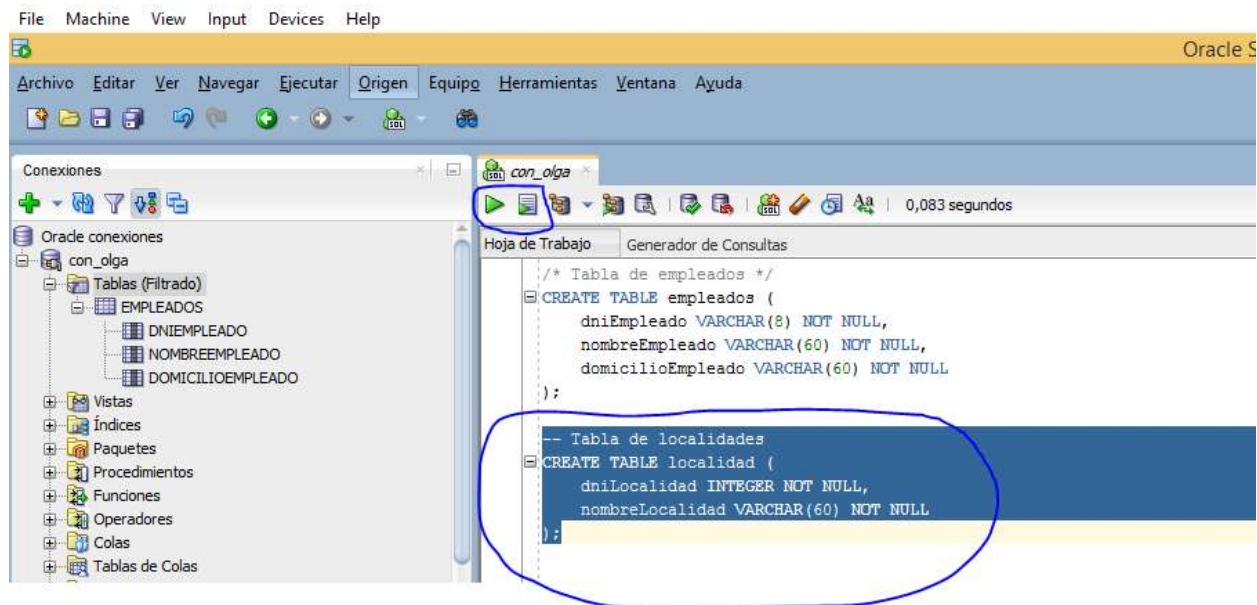 File Machine View Input Devices Help
Oracle S
Archivo Editar Ver Navegar Ejecutar Origen Equipo Herramientas Ventana Ayuda
Conexiones
con_olga
0,083 segundos
Oracle conexiones
con_olga
Tablas (Filtrado)
EMPLEADOS
DNIEMPLEADO
NOMBREEMPLEADO
DOMICILIOEMPLEADO
Vistas
Índices
Paquetes
Procedimientos
Funciones
Operadores
Colas
Tablas de Colas
Hoja de Trabajo Generador de Consultas
/* Tabla de empleados */
CREATE TABLE empleados (
dniEmpleado VARCHAR(8) NOT NULL,
nombreEmpleado VARCHAR(60) NOT NULL,
domicilioEmpleado VARCHAR(60) NOT NULL
);
-- Tabla de localidades
CREATE TABLE localidad (
dniLocalidad INTEGER NOT NULL,
nombreLocalidad VARCHAR(60) NOT NULL
);